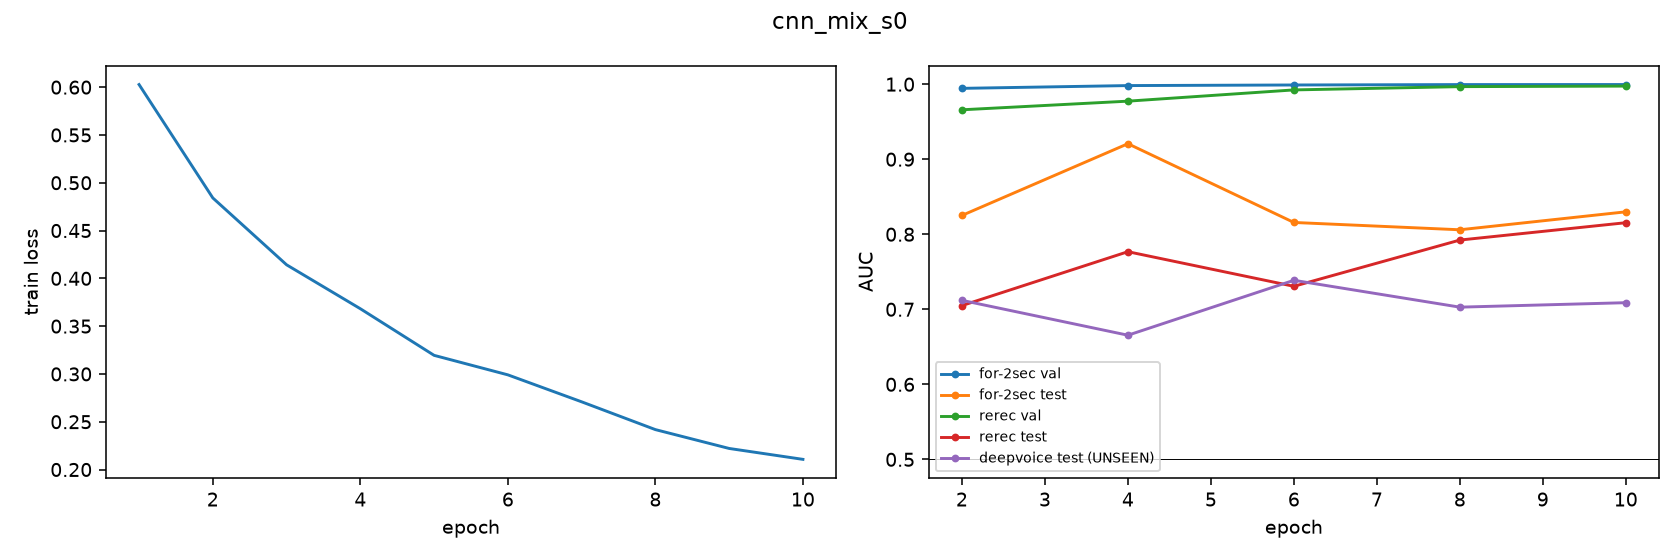 cnn_mix_s0
0.60
0.55
0.50
0.45
0.40
0.35
0.30
0.25
0.20
train loss
2 4 6 8 10
epoch
1.0
0.9
0.8
0.7
0.6
0.5
AUC
for-2sec val
for-2sec test
rerec val
rerec test
deepvoice test (UNSEEN)
2 3 4 5 6 7 8 9 10
epoch